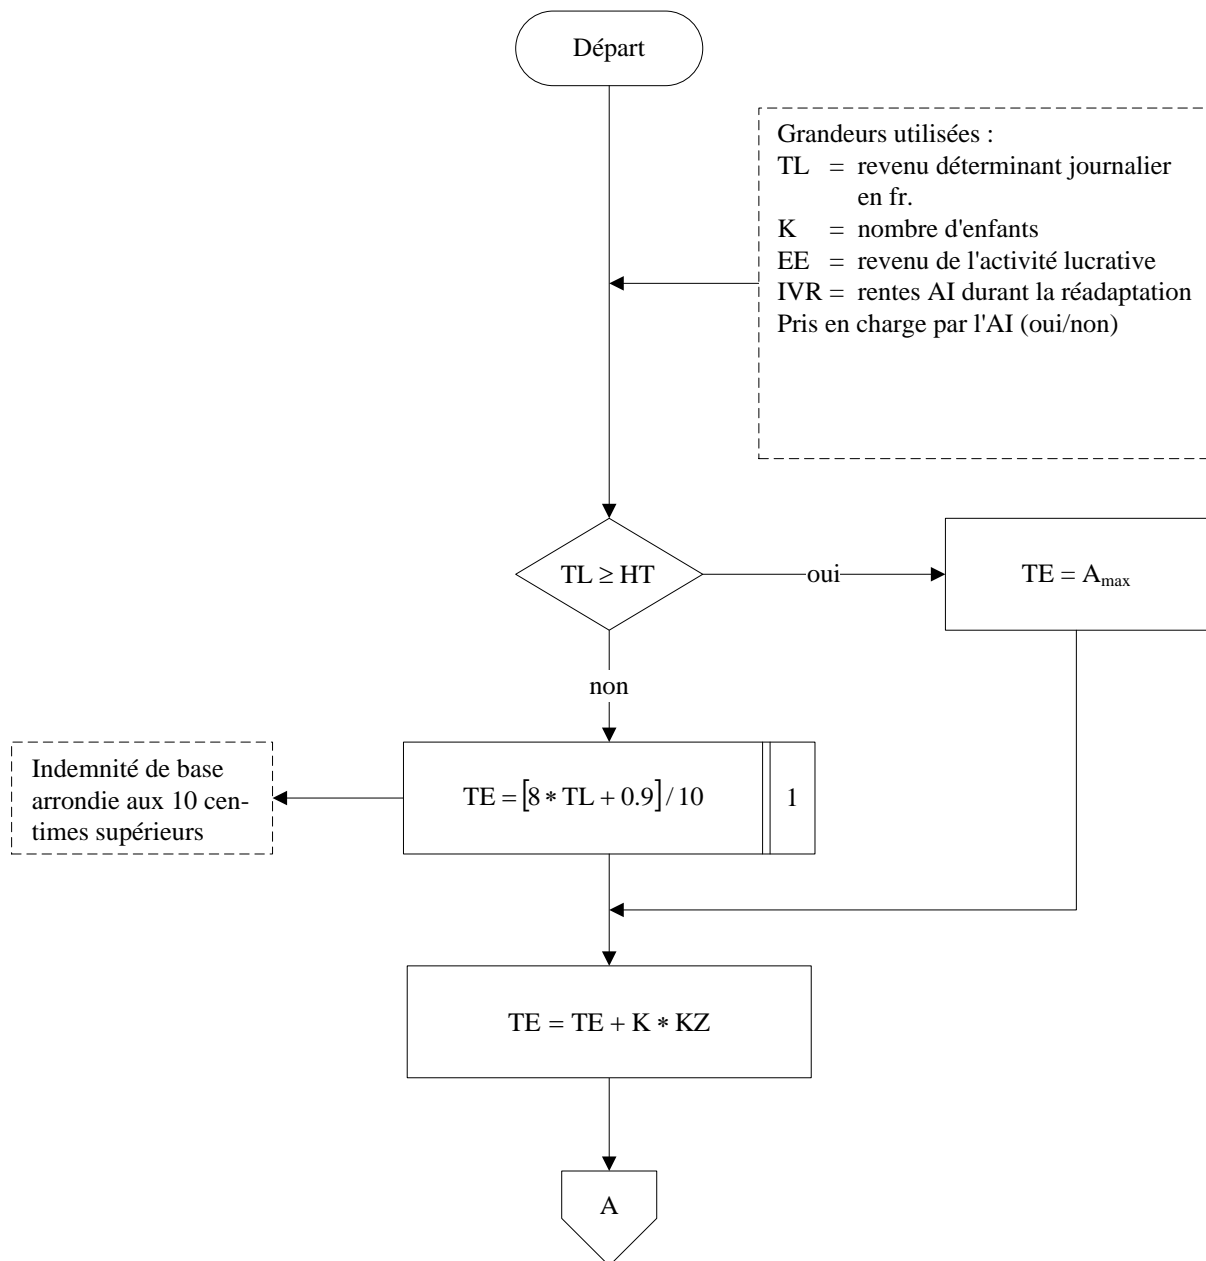 Départ
Grandeurs utilisées :
TL = revenu déterminant journalier
en fr.
K = nombre d'enfants
EE = revenu de l'activité lucrative
IVR = rentes AI durant la réadaptation
Pris en charge par l'AI (oui/non)
TL ≥ HT
oui
TE = Amax
non
Indemnité de base
arrondie aux 10 cen-
times supérieurs
TE = [8 * TL + 0.9] / 10
1
TE = TE + K * KZ
A